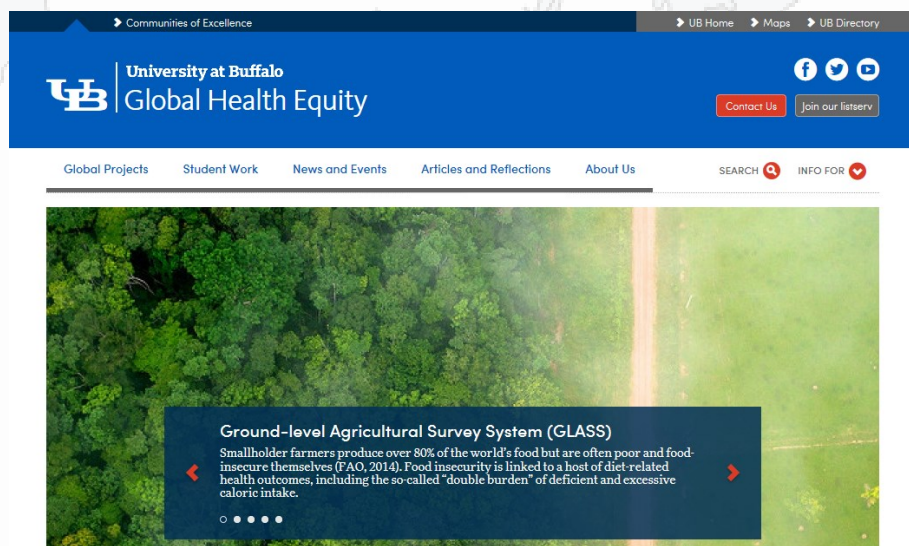 Communities of Excellence
UB Home Maps UB Directory
UB University at Buffalo
Global Health Equity
Contact Us Join our listserv
Global Projects Student Work News and Events Articles and Reflections About Us SEARCH INFO FOR
Ground-level Agricultural Survey System (GLASS)
Smallholder farmers produce over 80% of the world's food but are often poor and food-
insecure themselves (FAO, 2014). Food insecurity is linked to a host of diet-related
health outcomes, including the so-called "double burden" of deficient and excessive
caloric intake.